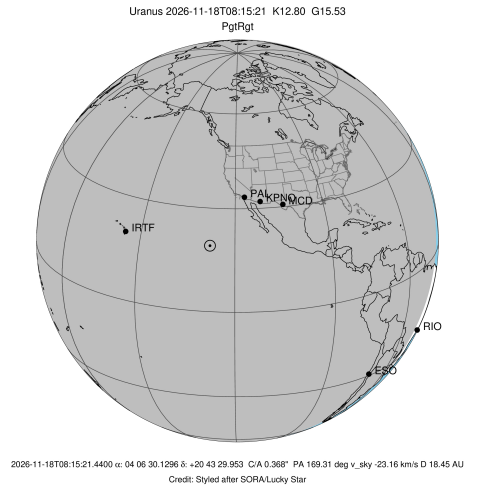 Uranus 2026-11-18T08:15:21 K12.80 G15.53
PgtRgt
PAL
KPNO
MCD
IRTF
RIO
ESO
2026-11-18T08:15:21.4400 α: 04 06 30.1296 δ: +20 43 29.953 C/A 0.368" PA 169.31 deg v_sky -23.16 km/s D 18.45 AU
Credit: Styled after SORA/Lucky Star